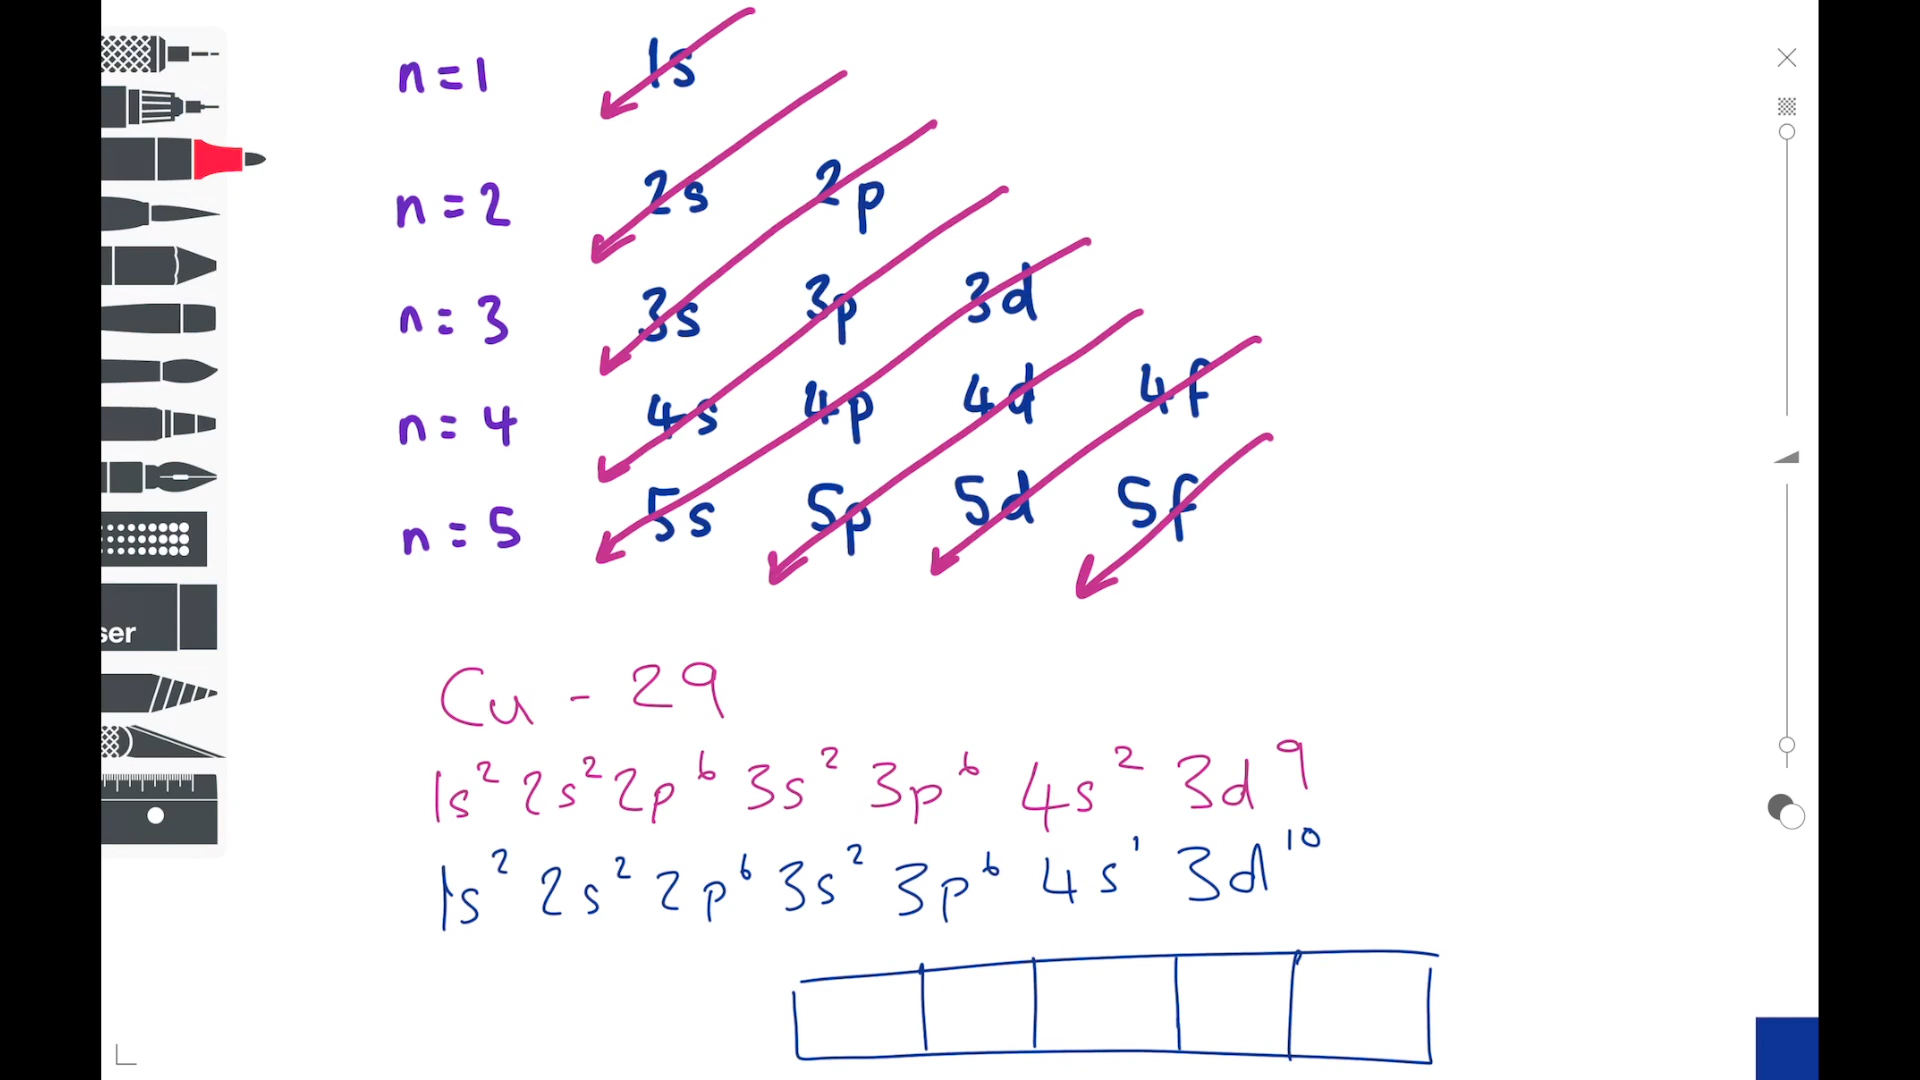 n=1 1s
n=2 2s 2p
n=3 3s 3p 3d
n=4 4s 4p 4d 4f
n=5 5s 5p 5d 5f
ser
Cu - 29
1s² 2s² 2p⁶ 3s² 3p⁶ 4s² 3d⁹
1s² 2s² 2p⁶ 3s² 3p⁶ 4s¹ 3d¹⁰